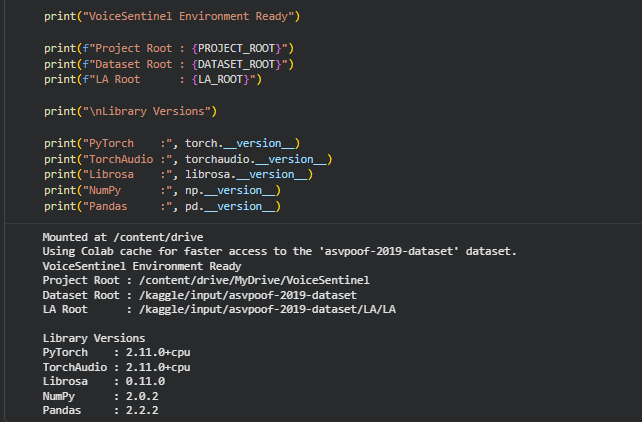 print("VoiceSentinel Environment Ready")
print(f"Project Root : {PROJECT_ROOT}")
print(f"Dataset Root : {DATASET_ROOT}")
print(f"LA Root      : {LA_ROOT}")
print("\nLibrary Versions")
print("PyTorch    :", torch.__version__)
print("TorchAudio :", torchaudio.__version__)
print("Librosa    :", librosa.__version__)
print("NumPy      :", np.__version__)
print("Pandas     :", pd.__version__)
Mounted at /content/drive
Using Colab cache for faster access to the 'asvpoof-2019-dataset' dataset.
VoiceSentinel Environment Ready
Project Root : /content/drive/MyDrive/VoiceSentinel
Dataset Root : /kaggle/input/asvpoof-2019-dataset
LA Root      : /kaggle/input/asvpoof-2019-dataset/LA/LA
Library Versions
PyTorch    : 2.11.0+cpu
TorchAudio : 2.11.0+cpu
Librosa    : 0.11.0
NumPy      : 2.0.2
Pandas     : 2.2.2